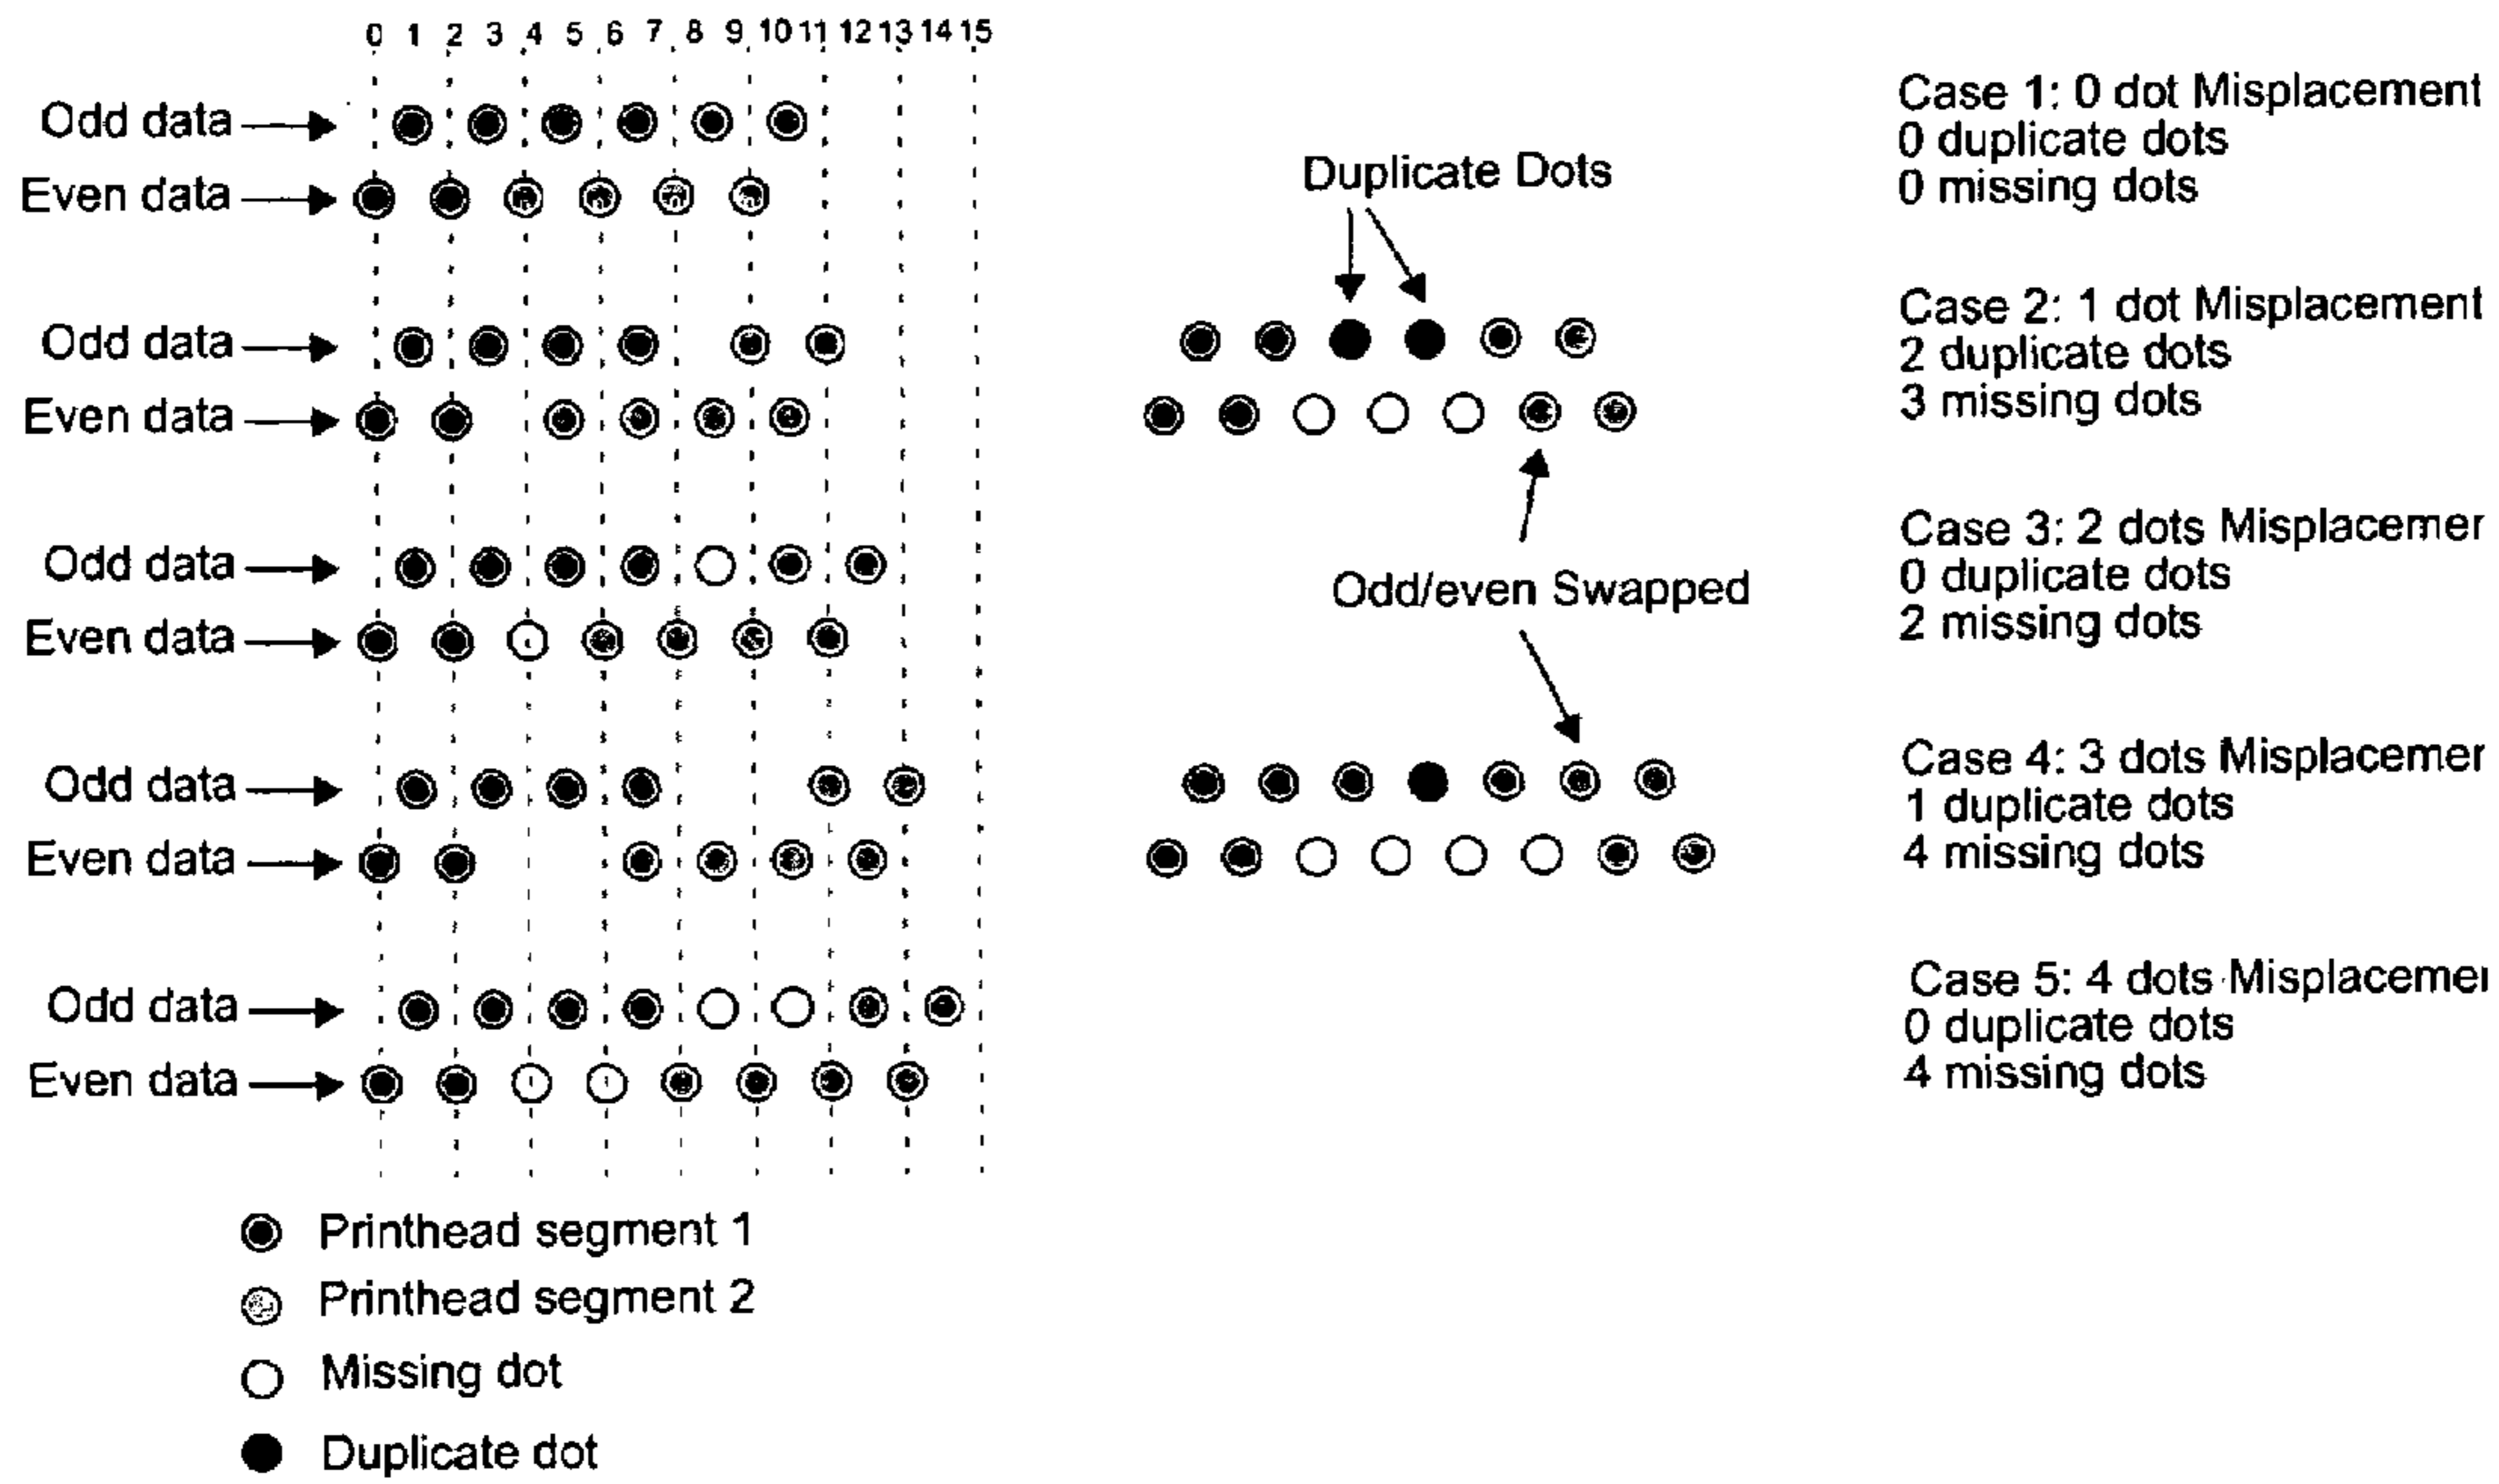 0 1 2 3 4 5 6 7 8 9 10 11 12 13 14 15
Odd data
Even data
Case 1: 0 dot Misplacement
0 duplicate dots
0 missing dots
Duplicate Dots
Odd data
Even data
Case 2: 1 dot Misplacement
2 duplicate dots
3 missing dots
Odd data
Even data
Odd/even Swapped
Case 3: 2 dots Misplacemer
0 duplicate dots
2 missing dots
Odd data
Even data
Case 4: 3 dots Misplacemer
1 duplicate dots
4 missing dots
Odd data
Even data
Case 5: 4 dots Misplacemei
0 duplicate dots
4 missing dots
Printhead segment 1
Printhead segment 2
Missing dot
Duplicate dot